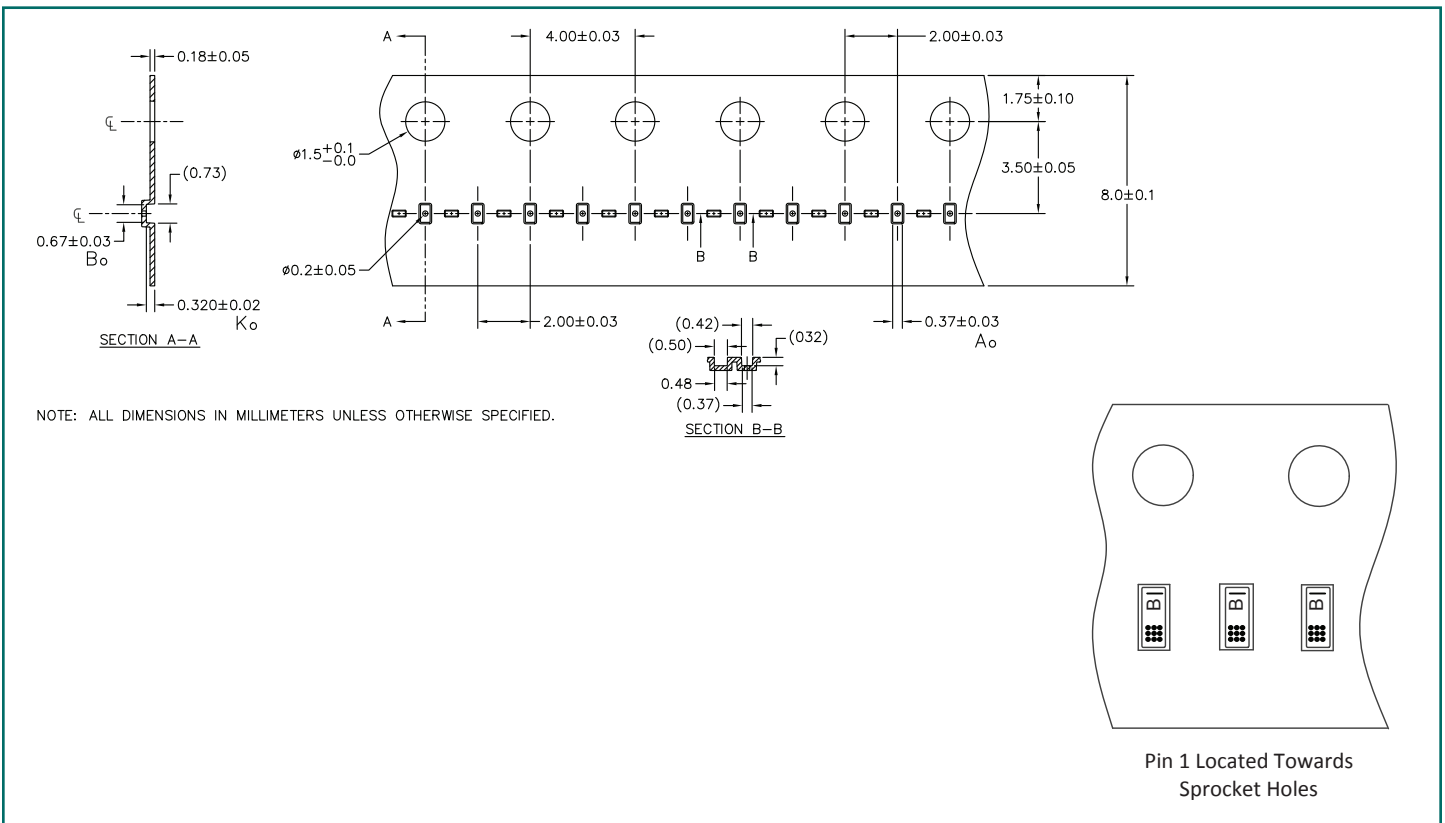 A
4.00±0.03
2.00±0.03
0.18±0.05
1.75±0.10
℄
ø1.5+0.1 -0.0
(0.73)
3.50±0.05
8.0±0.1
℄
0.67±0.03
Bo
B
B
ø0.2±0.05
0.320±0.02
Ko
A
2.00±0.03
(0.42)
(032)
0.37±0.03
Ao
SECTION A-A
(0.50)
0.48
(0.37)
NOTE: ALL DIMENSIONS IN MILLIMETERS UNLESS OTHERWISE SPECIFIED.
SECTION B-B
B|
B|
B|
Pin 1 Located Towards
Sprocket Holes